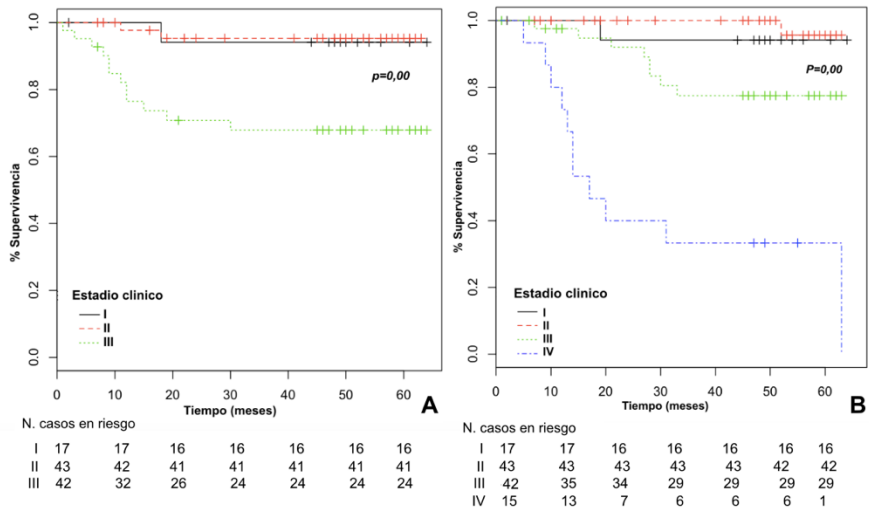 % Supervivencia
1.0
0.8
0.6
0.4
0.2
0.0
p=0,00
Estadio clinico
I
II
III
0 10 20 30 40 50 60
Tiempo (meses)
A
N. casos en riesgo
I 17 17 16 16 16 16 16
II 43 42 41 41 41 41 41
III 42 32 26 24 24 24 24
% Supervivencia
1.0
0.8
0.6
0.4
0.2
0.0
P=0,00
Estadio clinico
I
II
III
IV
0 10 20 30 40 50 60
Tiempo (meses)
B
N. casos en riesgo
I 17 17 16 16 16 16 16
II 43 43 43 43 43 42 42
III 42 35 34 29 29 29 29
IV 15 13 7 6 6 6 1